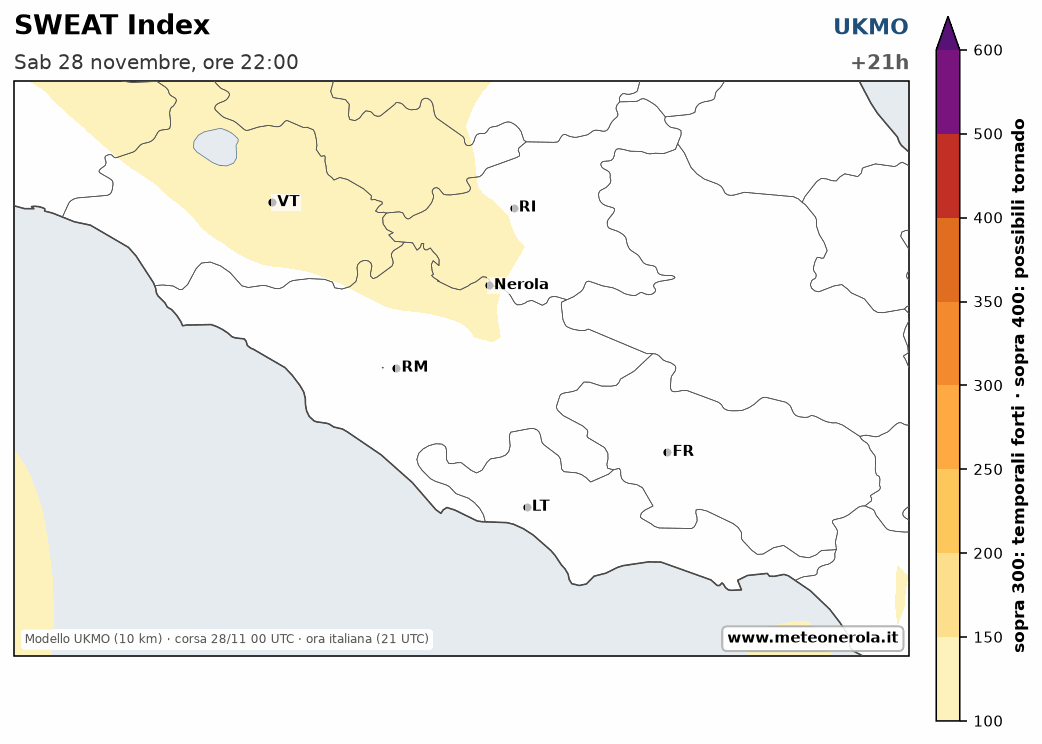 SWEAT Index
UKMO
Sab 28 novembre, ore 22:00
+21h
VT
RI
Nerola
RM
FR
LT
Modello UKMO (10 km) · corsa 28/11 00 UTC · ora italiana (21 UTC)
www.meteonerola.it
600
500
400
350
300
250
200
150
100
sopra 300: temporali forti · sopra 400: possibili tornado